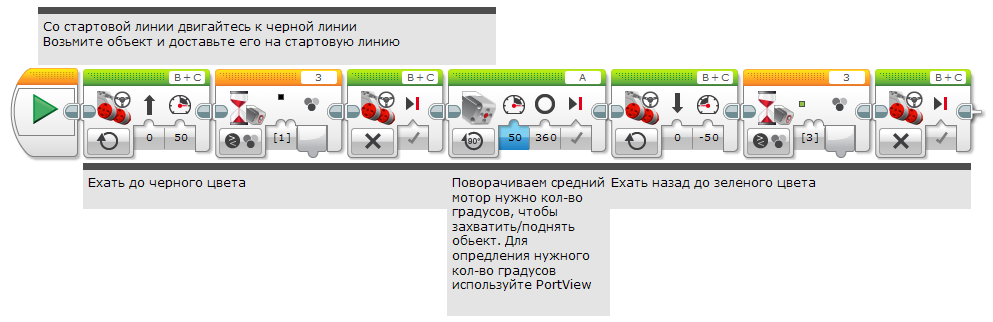 Со стартовой линии двигайтесь к черной линии
Возьмите объект и доставьте его на стартовую линию
B+C 3 B+C A B+C 3 B+C
0 50 [1] 50 360 0 -50 [3]
90°
Ехать до черного цвета
Поворачиваем средний
мотор нужно кол-во
градусов, чтобы
захватить/поднять
обьект. Для
опредления нужного
кол-во градусов
используйте PortView
Ехать назад до зеленого цвета